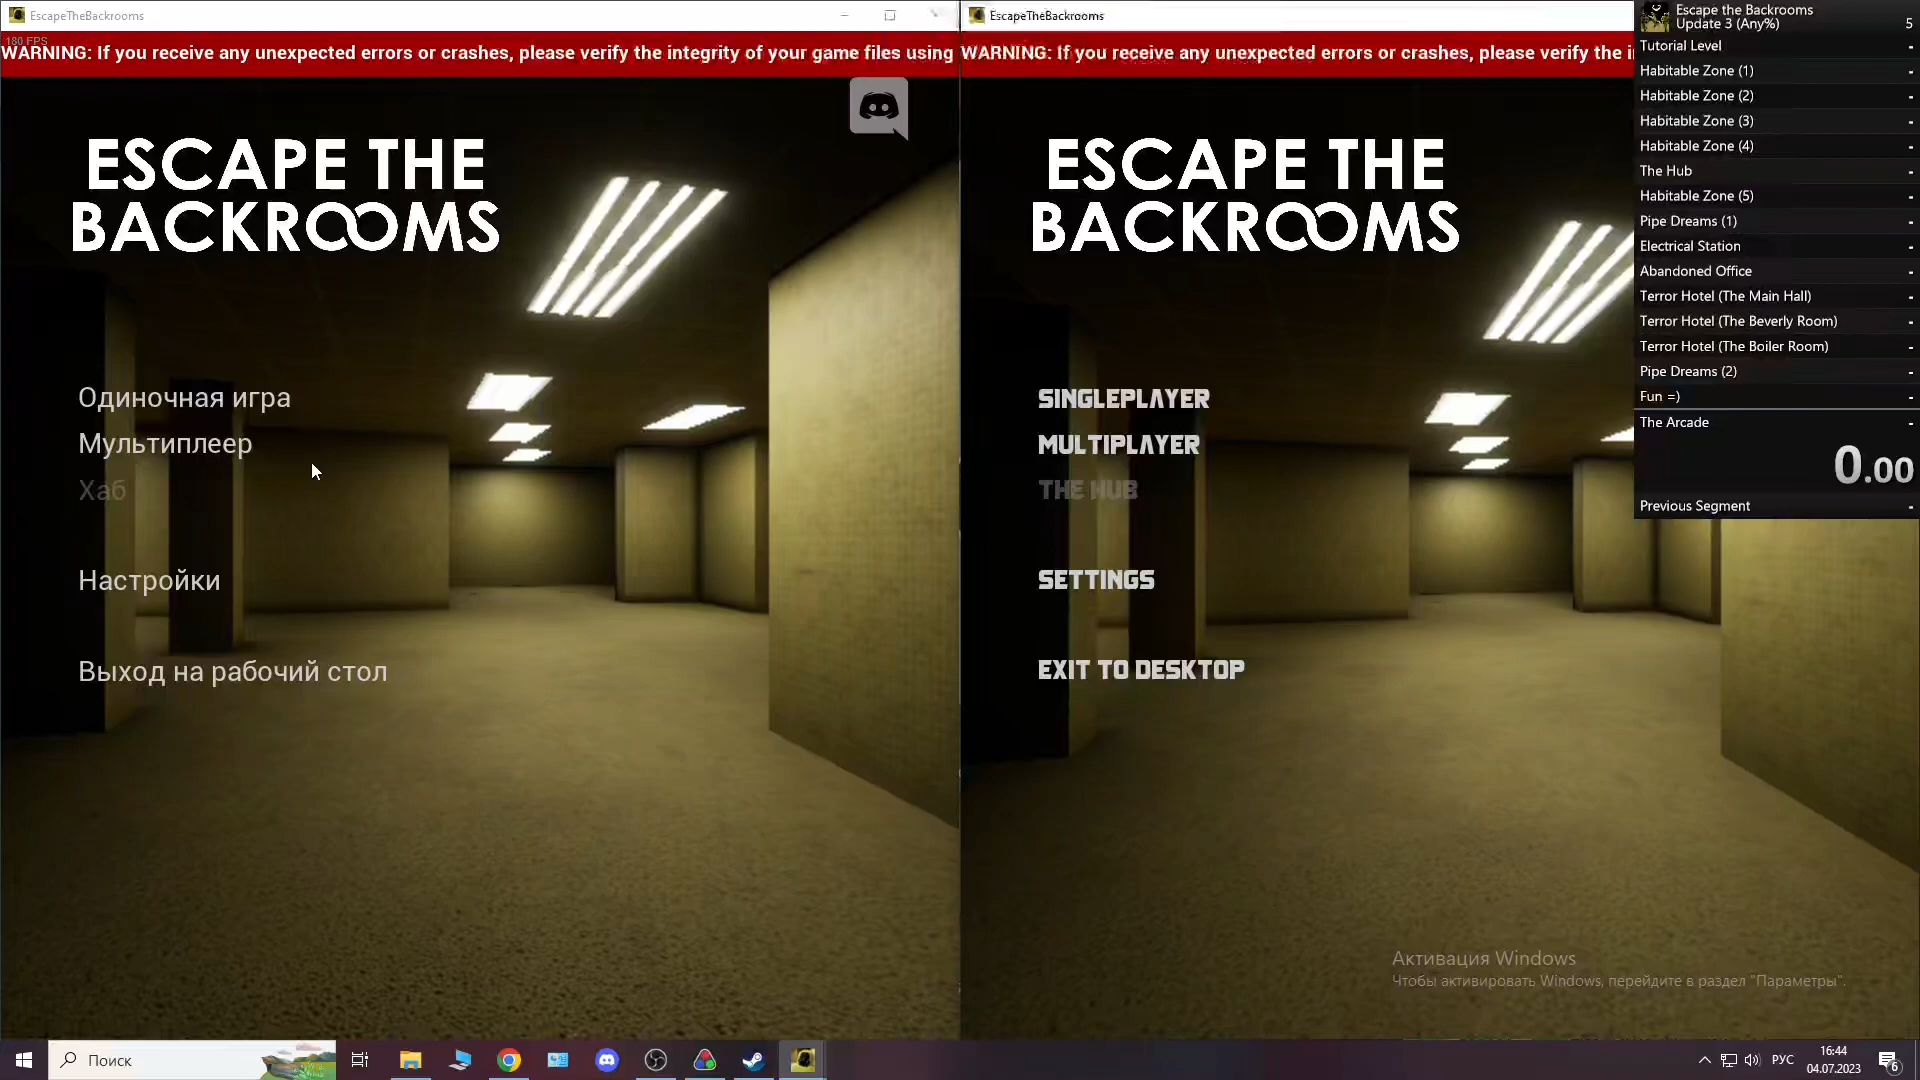 EscapeTheBackrooms
180 FPS
WARNING: If you receive any unexpected errors or crashes, please verify the integrity of your game files using
ESCAPE THE
BACKROOMS
Одиночная игра
Мультиплеер
Хаб
Настройки
Выход на рабочий стол
EscapeTheBackrooms
WARNING: If you receive any unexpected errors or crashes, please verify the i
ESCAPE THE
BACKROOMS
SINGLEPLAYER
MULTIPLAYER
THE HUB
SETTINGS
EXIT TO DESKTOP
Escape the Backrooms
Update 3 (Any%) 5
Tutorial Level -
Habitable Zone (1) -
Habitable Zone (2) -
Habitable Zone (3) -
Habitable Zone (4) -
The Hub -
Habitable Zone (5) -
Pipe Dreams (1) -
Electrical Station -
Abandoned Office -
Terror Hotel (The Main Hall) -
Terror Hotel (The Beverly Room) -
Terror Hotel (The Boiler Room) -
Pipe Dreams (2) -
Fun =) -
The Arcade -
0.00
Previous Segment -
Активация Windows
Чтобы активировать Windows, перейдите в раздел "Параметры".
Поиск
РУС
16:44
04.07.2023
6